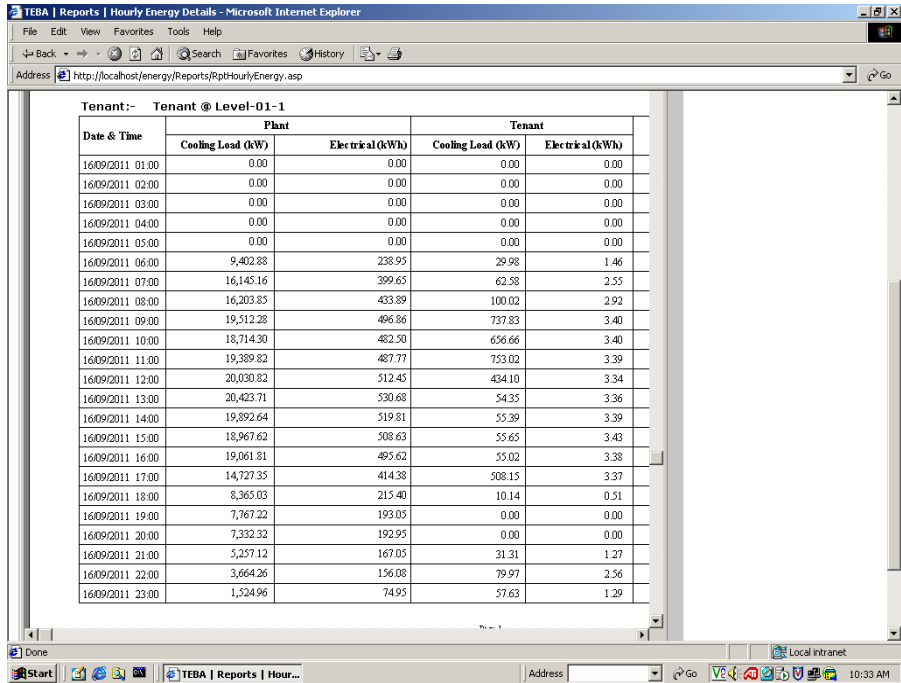 TEBA | Reports | Hourly Energy Details - Microsoft Internet Explorer
File Edit View Favorites Tools Help
Back Search Favorites History
Address http://localhost/energy/Reports/RptHourlyEnergy.asp Go
Tenant:- Tenant @ Level-01-1
Date & Time Plant Tenant
Cooling Load (kW) Electrical(kWh) Cooling Load (kW) Electrical(kWh)
16/09/2011 01:00 0.00 0.00 0.00 0.00
16/09/2011 02:00 0.00 0.00 0.00 0.00
16/09/2011 03:00 0.00 0.00 0.00 0.00
16/09/2011 04:00 0.00 0.00 0.00 0.00
16/09/2011 05:00 0.00 0.00 0.00 0.00
16/09/2011 06:00 9,402.88 238.95 29.98 1.46
16/09/2011 07:00 16,145.16 399.65 62.58 2.55
16/09/2011 08:00 16,203.85 433.89 100.02 2.92
16/09/2011 09:00 19,512.28 496.86 737.83 3.40
16/09/2011 10:00 18,714.30 482.50 656.66 3.40
16/09/2011 11:00 19,389.82 487.77 753.02 3.39
16/09/2011 12:00 20,030.82 512.45 434.10 3.34
16/09/2011 13:00 20,423.71 530.68 54.35 3.36
16/09/2011 14:00 19,892.64 519.81 55.39 3.39
16/09/2011 15:00 18,967.62 508.63 55.65 3.43
16/09/2011 16:00 19,061.81 495.62 55.02 3.38
16/09/2011 17:00 14,727.35 414.38 508.15 3.37
16/09/2011 18:00 8,365.03 215.40 10.14 0.51
16/09/2011 19:00 7,767.22 193.05 0.00 0.00
16/09/2011 20:00 7,332.32 192.95 0.00 0.00
16/09/2011 21:00 5,257.12 167.05 31.31 1.27
16/09/2011 22:00 3,664.26 156.08 79.97 2.56
16/09/2011 23:00 1,524.96 74.95 57.63 1.29
Done Local intranet
Start TEBA | Reports | Hour... Address Go 10:33 AM